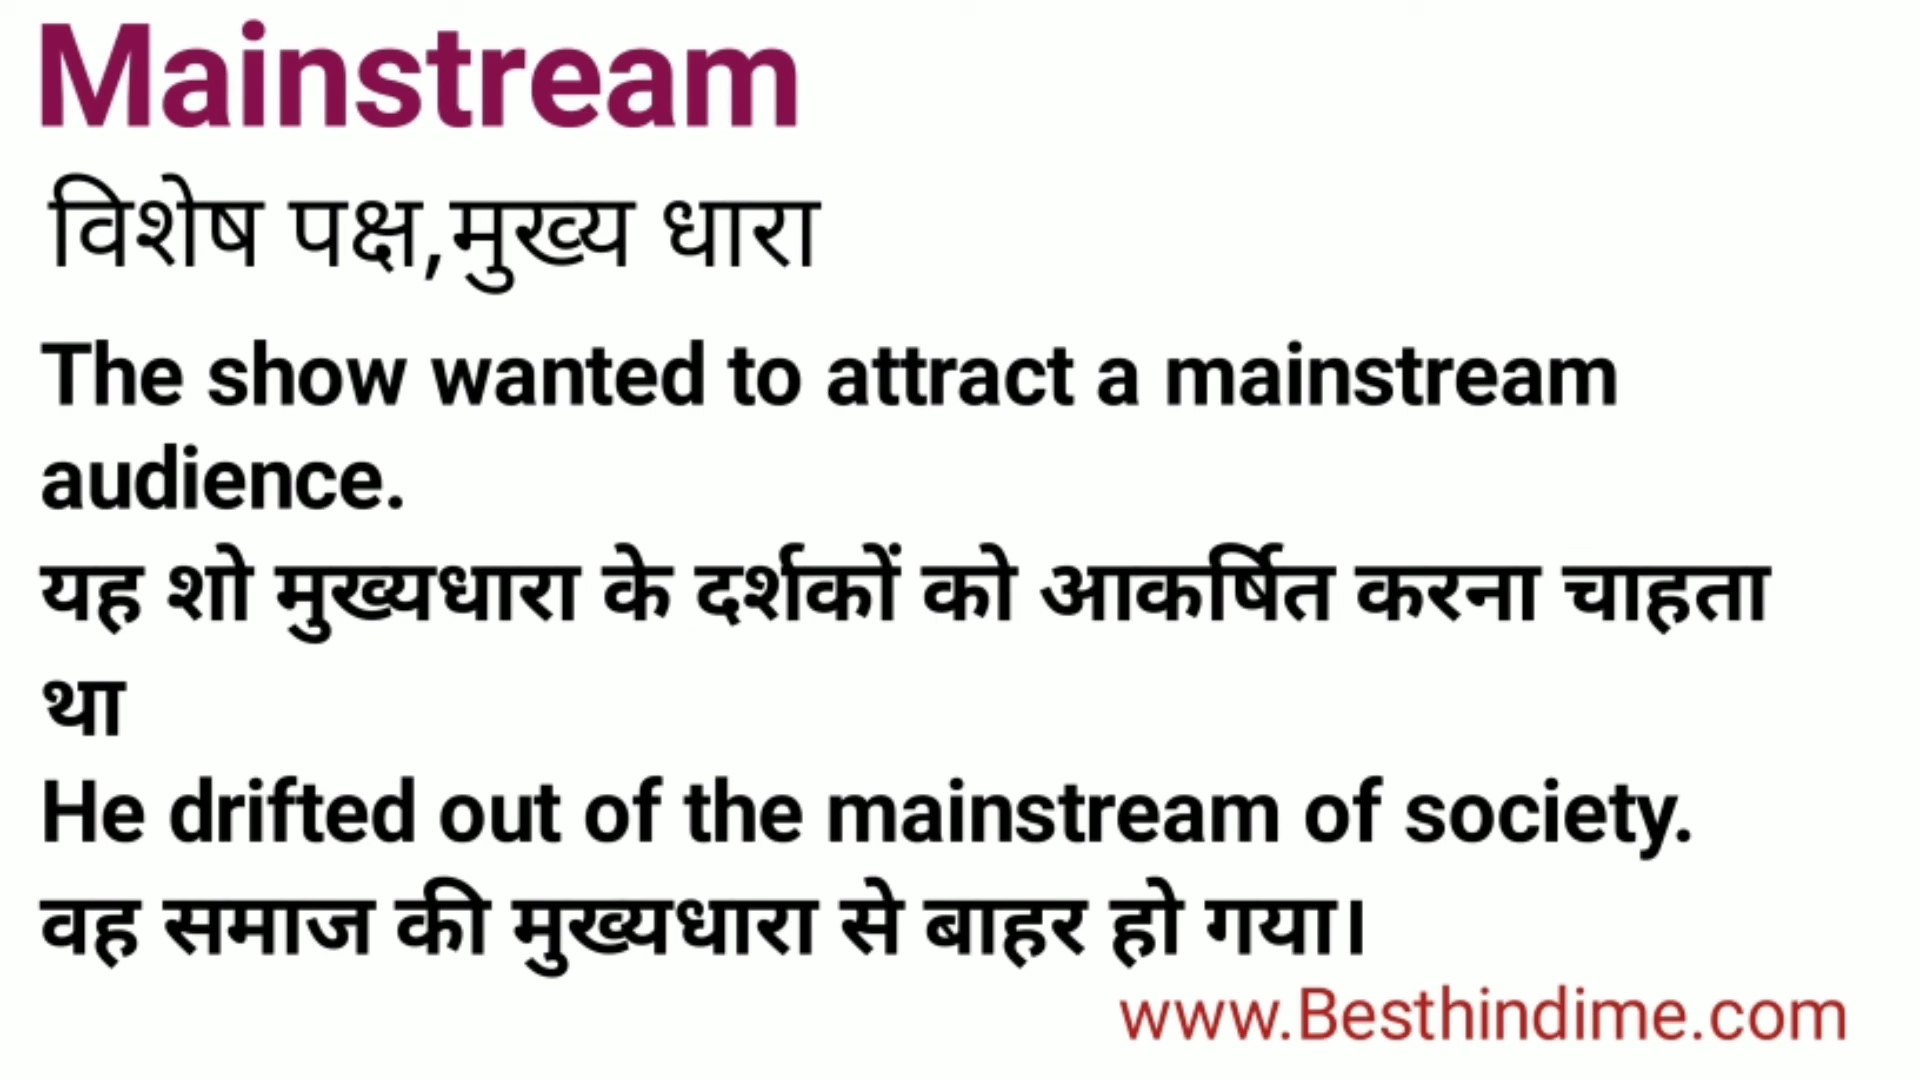 Mainstream
विशेष पक्ष,मुख्य धारा
The show wanted to attract a mainstream
audience.
यह शो मुख्यधारा के दर्शकों को आकर्षित करना चाहता
था
He drifted out of the mainstream of society.
वह समाज की मुख्यधारा से बाहर हो गया।
www.Besthindime.com